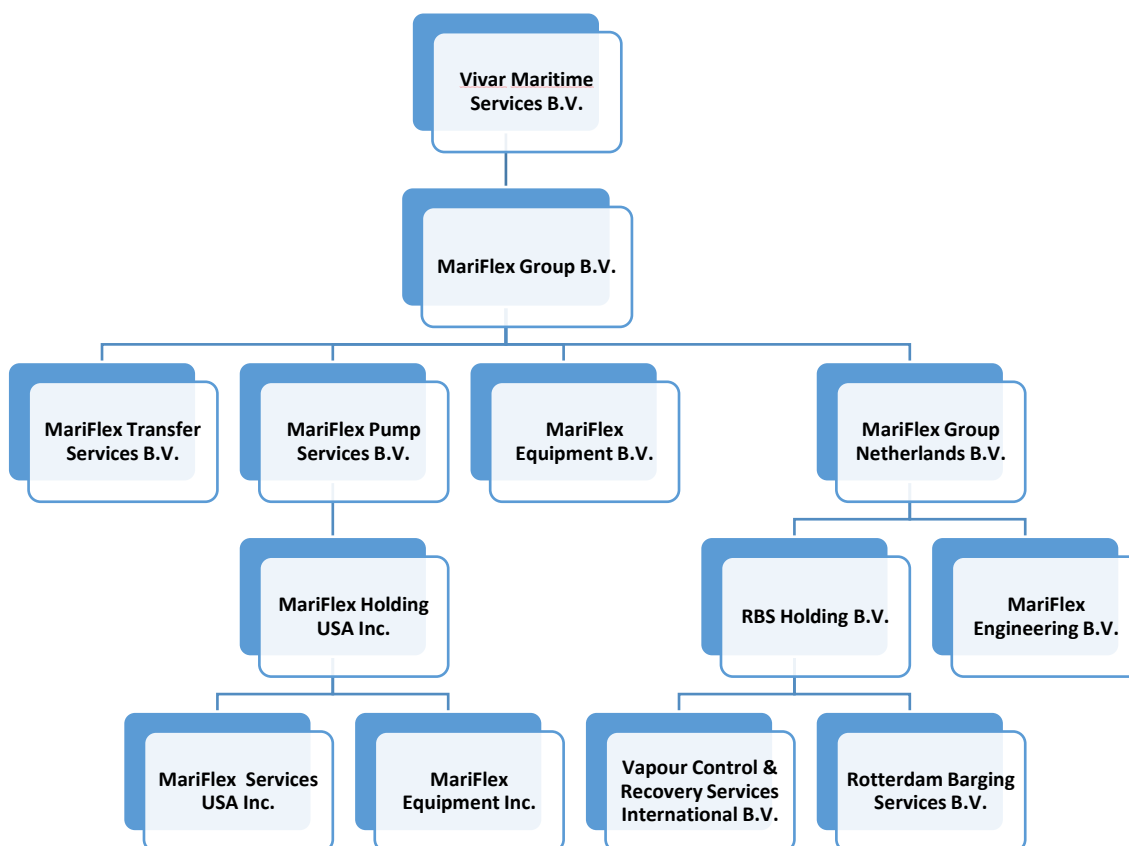 Vivar Maritime
Services B.V.
MariFlex Group B.V.
MariFlex Transfer
Services B.V.
MariFlex Pump
Services B.V.
MariFlex
Equipment B.V.
MariFlex Group
Netherlands B.V.
MariFlex Holding
USA Inc.
RBS Holding B.V.
MariFlex
Engineering B.V.
MariFlex Services
USA Inc.
MariFlex
Equipment Inc.
Vapour Control &
Recovery Services
International B.V.
Rotterdam Barging
Services B.V.